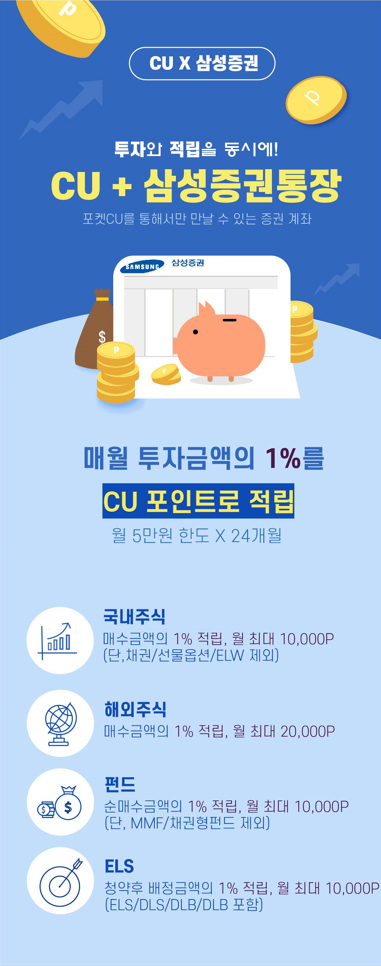 CU X 삼성증권
투자와 적립을 동시에!
CU + 삼성증권통장
포켓CU를 통해서만 만날 수 있는 증권 계좌
SAMSUNG 삼성증권
$
P
P
매월 투자금액의 1%를
CU 포인트로 적립
월 5만원 한도 X 24개월
국내주식
매수금액의 1% 적립, 월 최대 10,000P
(단,채권/선물옵션/ELW 제외)
해외주식
매수금액의 1% 적립, 월 최대 20,000P
펀드
순매수금액의 1% 적립, 월 최대 10,000P
(단, MMF/채권형펀드 제외)
$
ELS
청약후 배정금액의 1% 적립, 월 최대 10,000P
(ELS/DLS/DLB/DLB 포함)